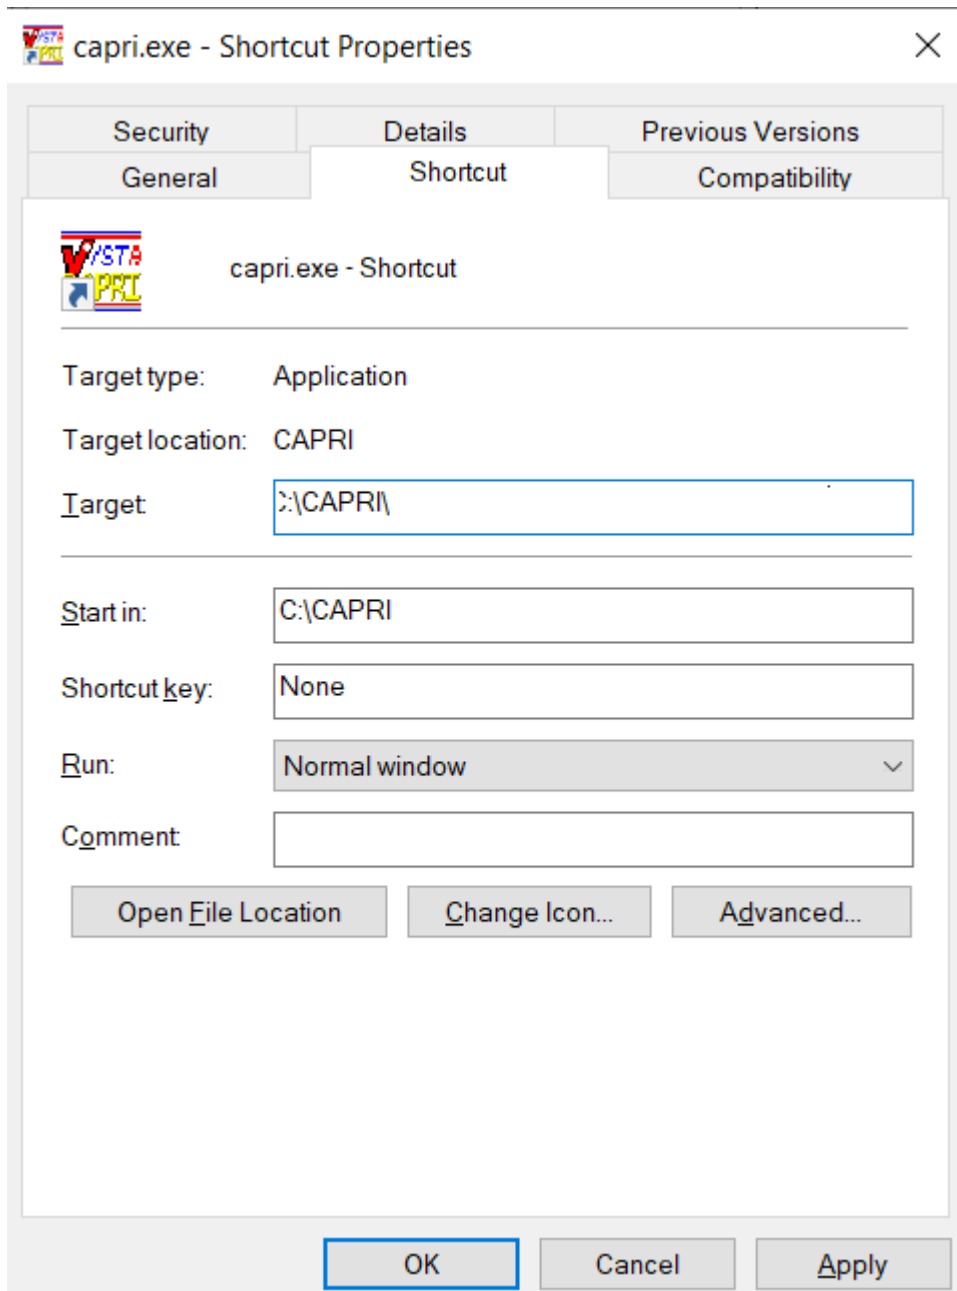 capri.exe - Shortcut Properties
Security Details Previous Versions
General Shortcut Compatibility
VISTA
capri.exe - Shortcut
Target type: Application
Target location: CAPRI
Target: C:\CAPRI\
Start in: C:\CAPRI
Shortcut key: None
Run: Normal window
Comment:
Open File Location Change Icon... Advanced...
OK Cancel Apply